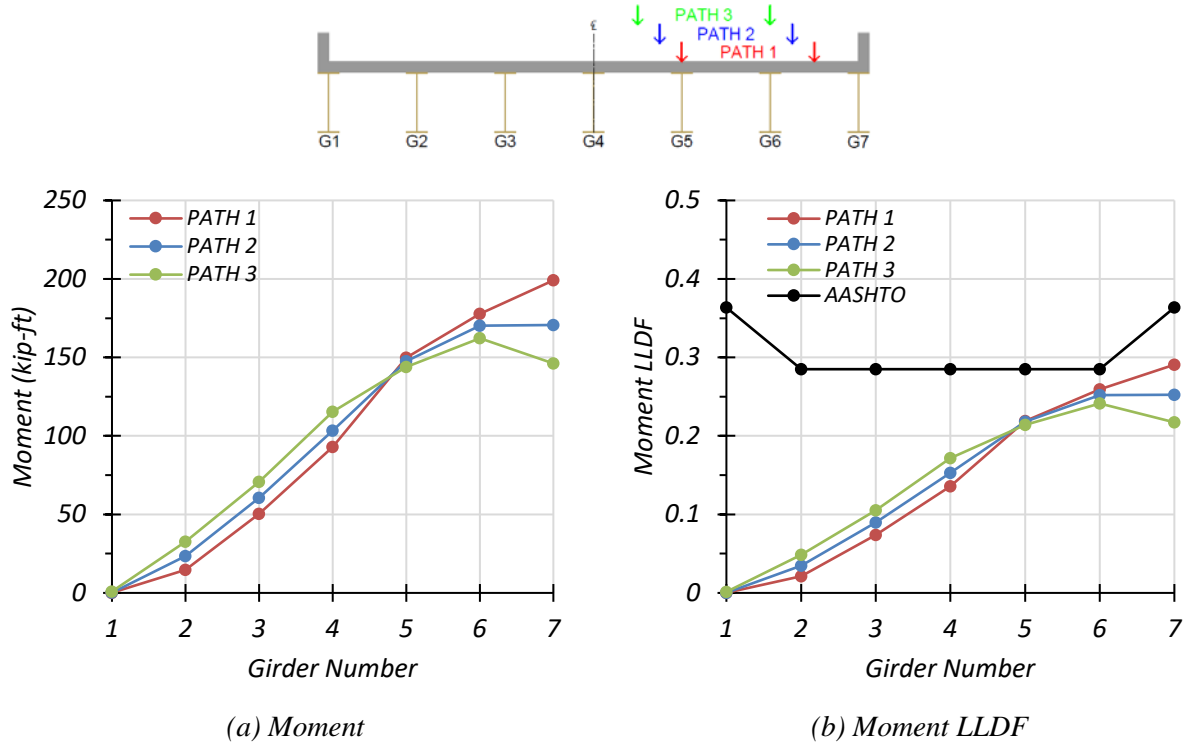 PATH 3
℄
PATH 2
PATH 1
G1 G2 G3 G4 G5 G6 G7
250
200
150
100
50
0
Moment (kip-ft)
PATH 1
PATH 2
PATH 3
1 2 3 4 5 6 7
Girder Number
(a) Moment
0.5
0.4
0.3
0.2
0.1
0
Moment LLDF
PATH 1
PATH 2
PATH 3
AASHTO
1 2 3 4 5 6 7
Girder Number
(b) Moment LLDF